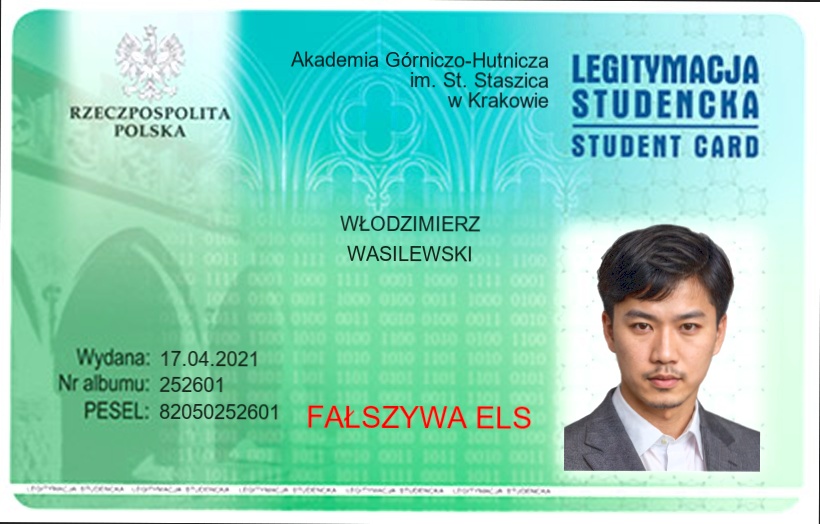 RZECZPOSPOLITA
POLSKA
Akademia Górniczo-Hutnicza
im. St. Staszica
w Krakowie
LEGITYMACJA
STUDENCKA
STUDENT CARD
WŁODZIMIERZ
WASILEWSKI
Wydana: 17.04.2021
Nr albumu: 252601
PESEL: 82050252601
FAŁSZYWA ELS
LEGITYMACJA STUDENCKA LEGITYMACJA STUDENCKA LEGITYMACJA STUDENCKA LEGITYMACJA STUDENCKA LEGITYMACJA STUDENCKA